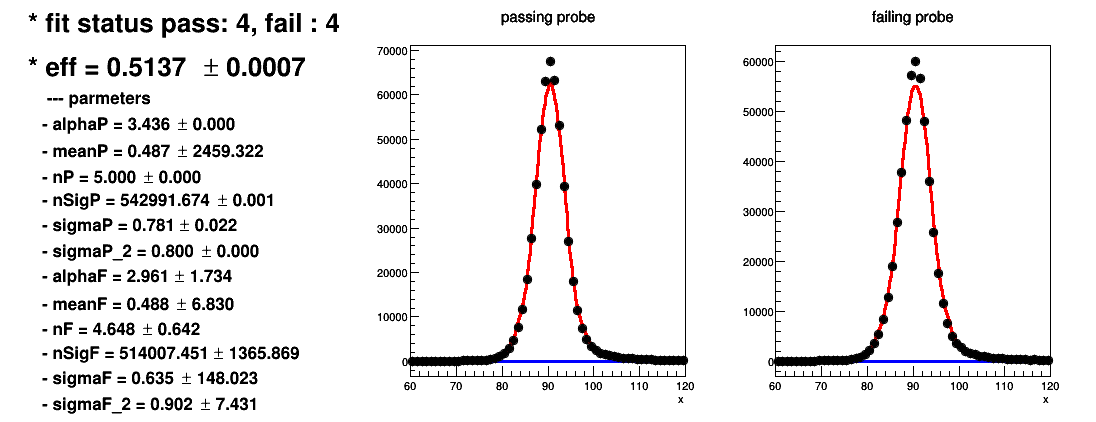 * fit status pass: 4, fail : 4
* eff = 0.5137 ± 0.0007
--- parmeters
- alphaP = 3.436 ± 0.000
- meanP = 0.487 ± 2459.322
- nP = 5.000 ± 0.000
- nSigP = 542991.674 ± 0.001
- sigmaP = 0.781 ± 0.022
- sigmaP_2 = 0.800 ± 0.000
- alphaF = 2.961 ± 1.734
- meanF = 0.488 ± 6.830
- nF = 4.648 ± 0.642
- nSigF = 514007.451 ± 1365.869
- sigmaF = 0.635 ± 148.023
- sigmaF_2 = 0.902 ± 7.431
passing probe
70000
60000
50000
40000
30000
20000
10000
0
60 70 80 90 100 110 120
x
failing probe
60000
50000
40000
30000
20000
10000
0
60 70 80 90 100 110 120
x